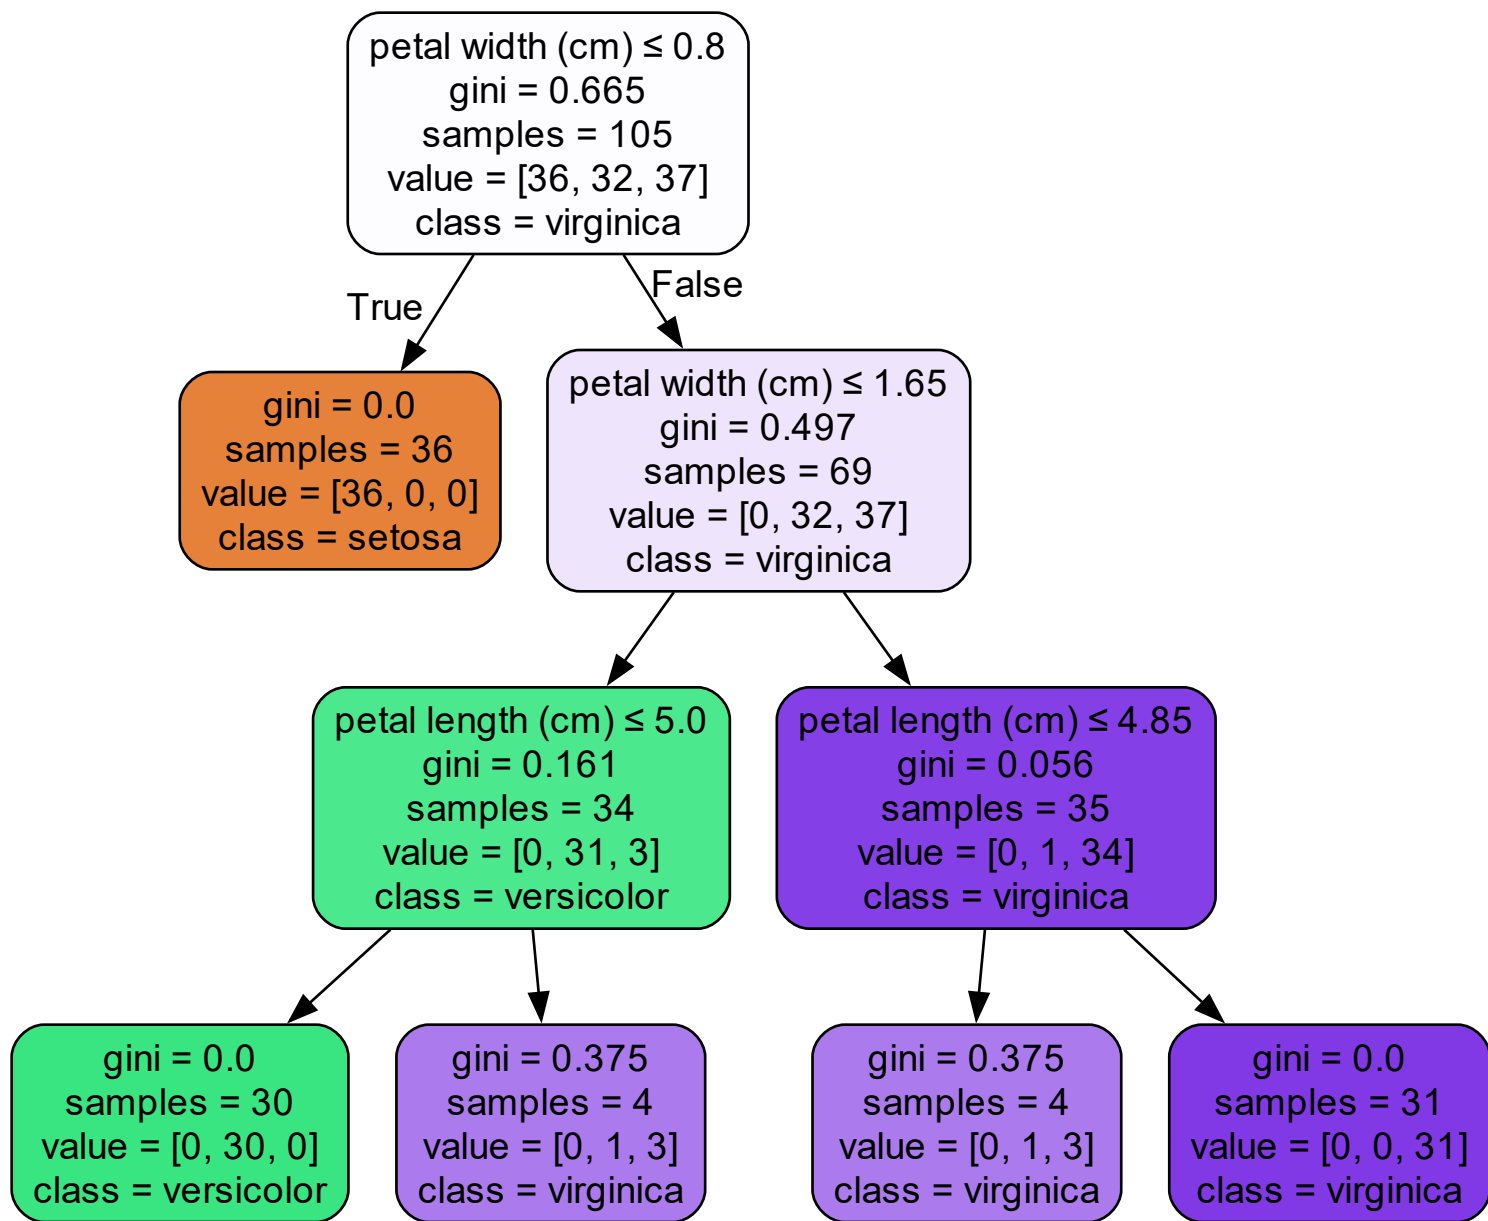 petal width (cm) ≤ 0.8
gini = 0.665
samples = 105
value = [36, 32, 37]
class = virginica
True
False
gini = 0.0
samples = 36
value = [36, 0, 0]
class = setosa
petal width (cm) ≤ 1.65
gini = 0.497
samples = 69
value = [0, 32, 37]
class = virginica
petal length (cm) ≤ 5.0
gini = 0.161
samples = 34
value = [0, 31, 3]
class = versicolor
petal length (cm) ≤ 4.85
gini = 0.056
samples = 35
value = [0, 1, 34]
class = virginica
gini = 0.0
samples = 30
value = [0, 30, 0]
class = versicolor
gini = 0.375
samples = 4
value = [0, 1, 3]
class = virginica
gini = 0.375
samples = 4
value = [0, 1, 3]
class = virginica
gini = 0.0
samples = 31
value = [0, 0, 31]
class = virginica